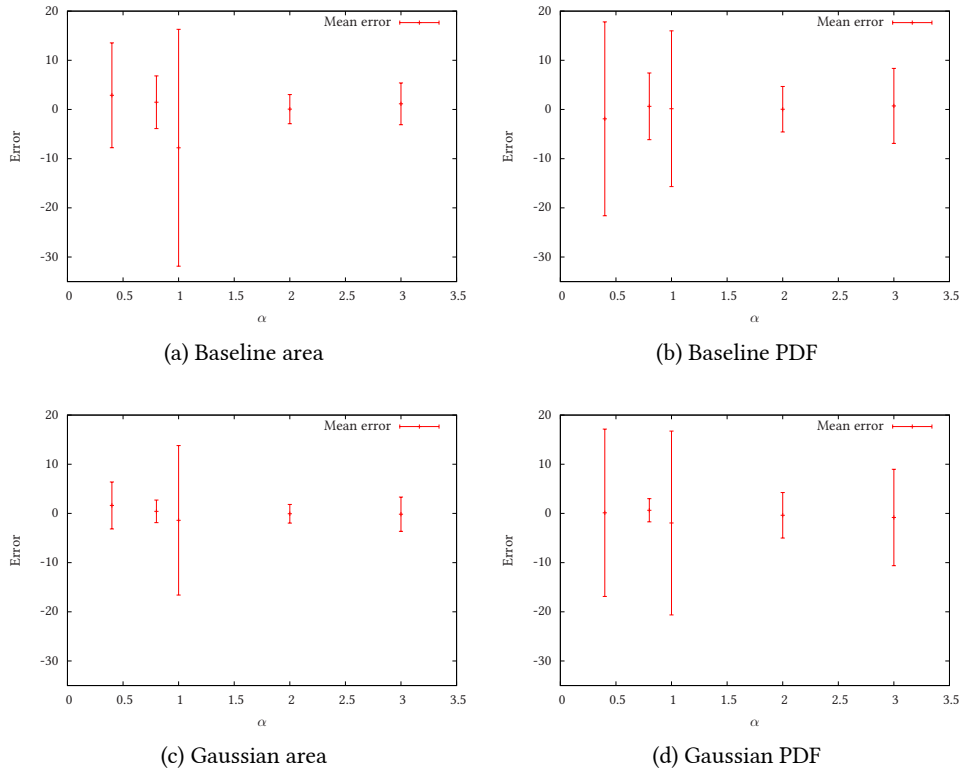 20
10
0
-10
-20
-30
Error
Mean error
0 0.5 1 1.5 2 2.5 3 3.5
α
(a) Baseline area
20
10
0
-10
-20
-30
Error
Mean error
0 0.5 1 1.5 2 2.5 3 3.5
α
(b) Baseline PDF
20
10
0
-10
-20
-30
Error
Mean error
0 0.5 1 1.5 2 2.5 3 3.5
α
(c) Gaussian area
20
10
0
-10
-20
-30
Error
Mean error
0 0.5 1 1.5 2 2.5 3 3.5
α
(d) Gaussian PDF